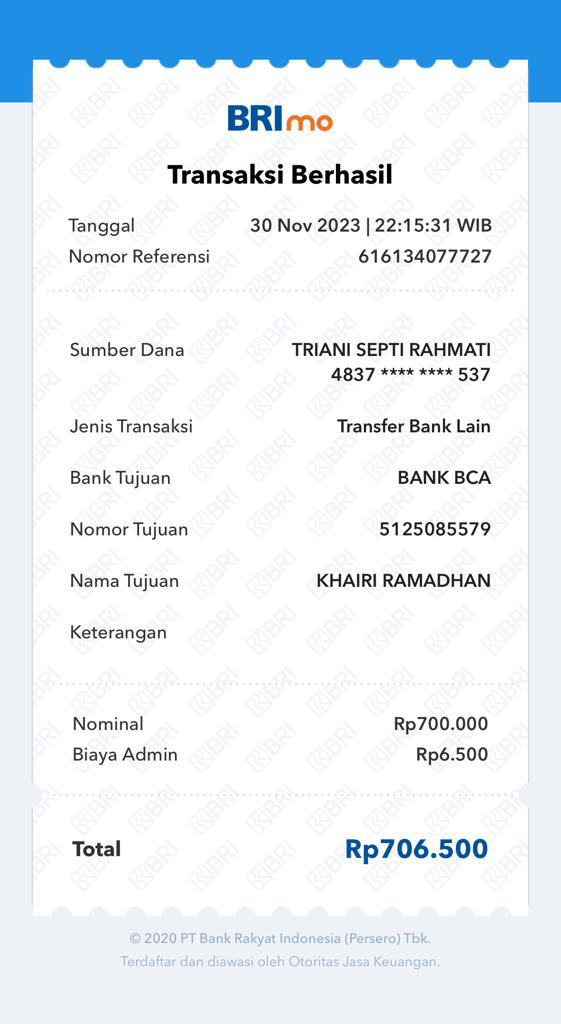 BRImo
Transaksi Berhasil
Tanggal 30 Nov 2023 | 22:15:31 WIB
Nomor Referensi 616134077727
Sumber Dana TRIANI SEPTI RAHMATI
4837 **** **** 537
Jenis Transaksi Transfer Bank Lain
Bank Tujuan BANK BCA
Nomor Tujuan 5125085579
Nama Tujuan KHAIRI RAMADHAN
Keterangan
Nominal Rp700.000
Biaya Admin Rp6.500
Total Rp706.500
© 2020 PT Bank Rakyat Indonesia (Persero) Tbk.
Terdaftar dan diawasi oleh Otoritas Jasa Keuangan.